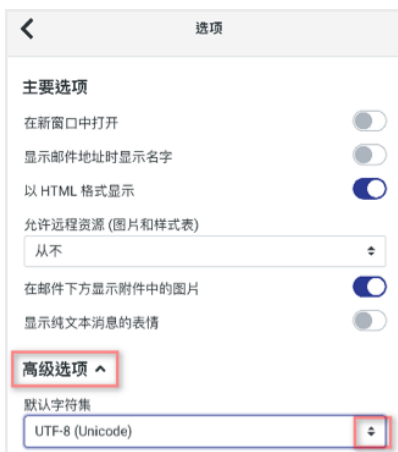 选项
主要选项
在新窗口中打开
显示邮件地址时显示名字
以 HTML 格式显示
允许远程资源 (图片和样式表)
从不
在邮件下方显示附件中的图片
显示纯文本消息的表情
高级选项
默认字符集
UTF-8 (Unicode)